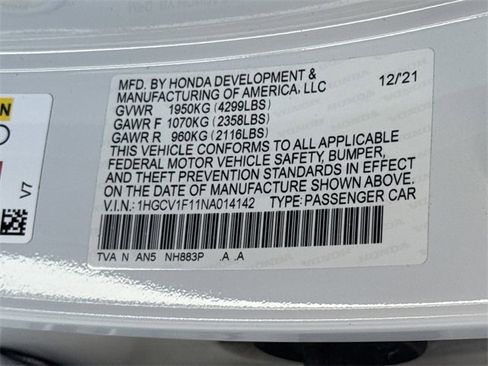 MFD. BY HONDA DEVELOPMENT &
MANUFACTURING OF AMERICA, LLC 12/21
GVWR 1950KG (4299LBS)
GAWR F 1070KG (2358LBS)
GAWR R 960KG (2116LBS)
THIS VEHICLE CONFORMS TO ALL APPLICABLE
FEDERAL MOTOR VEHICLE SAFETY, BUMPER,
AND THEFT PREVENTION STANDARDS IN EFFECT
ON THE DATE OF MANUFACTURE SHOWN ABOVE.
V.I.N.: 1HGCV1F11NA014142 TYPE: PASSENGER CAR
TVA N AN5 NH883P .A .A
V7